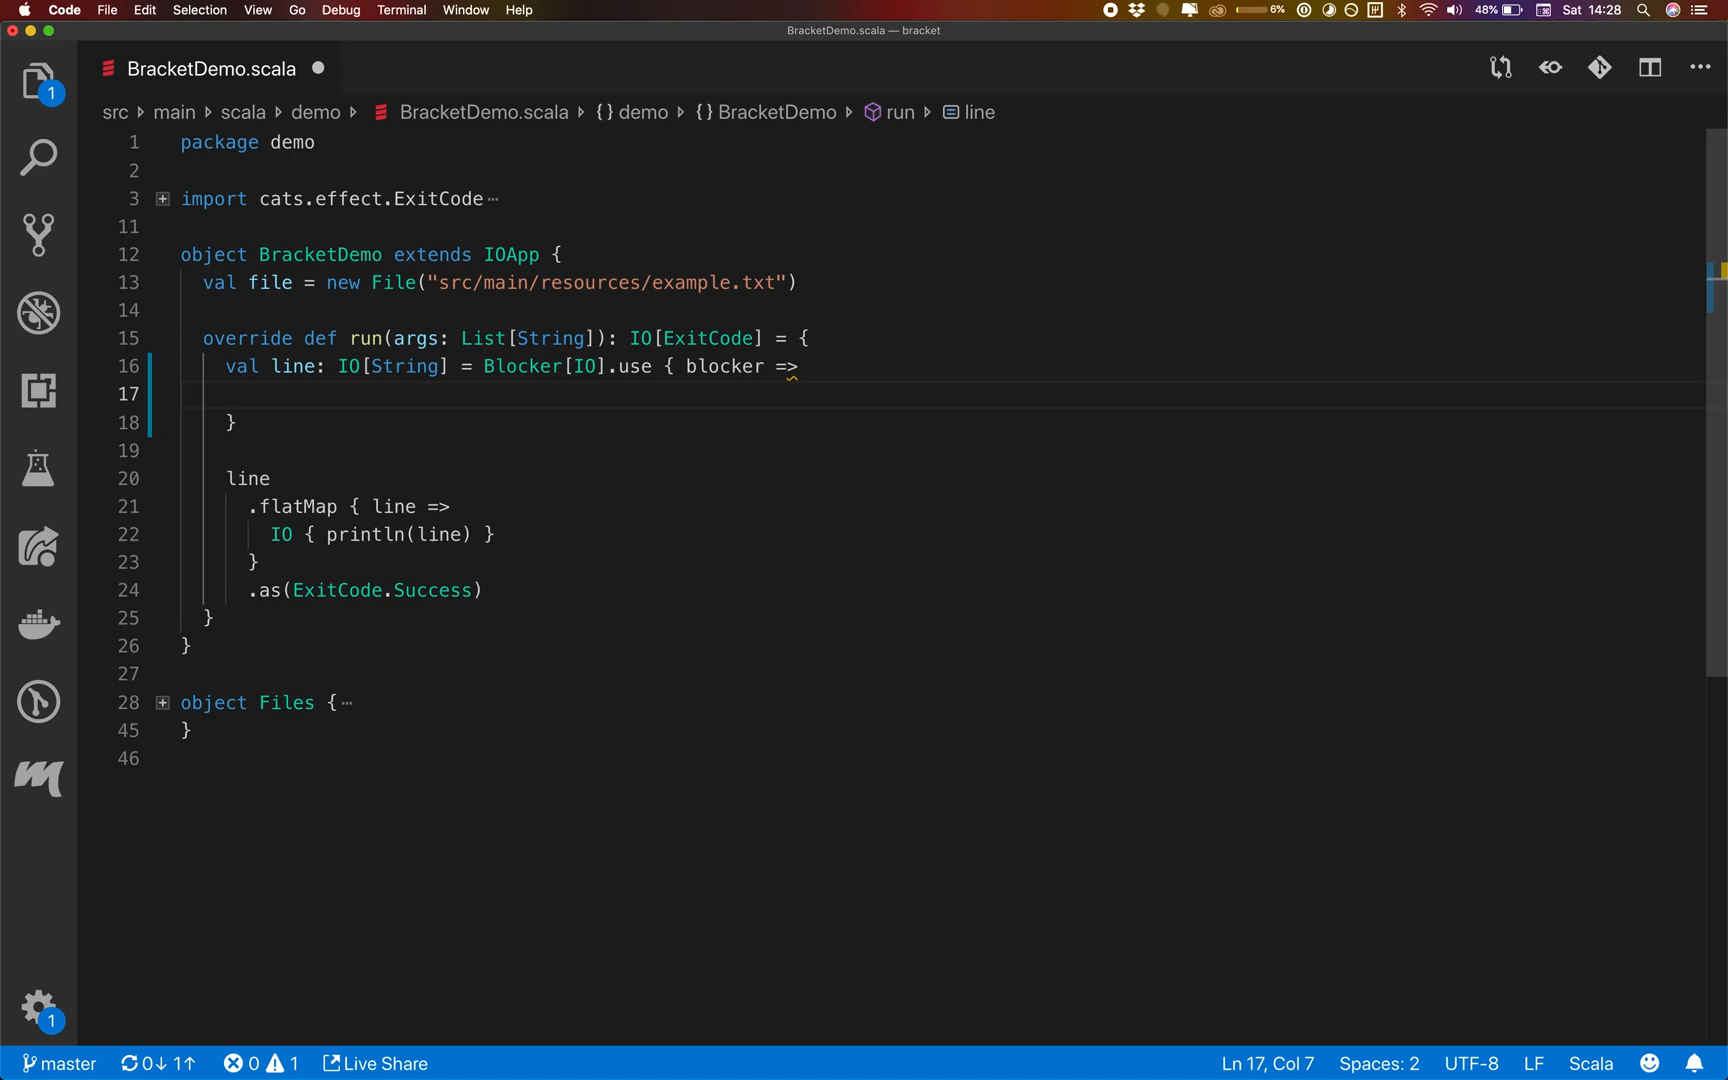 Code File Edit Selection View Go Debug Terminal Window Help 6% 48% Sat 14:28
BracketDemo.scala — bracket
BracketDemo.scala
src main scala demo BracketDemo.scala {} demo {} BracketDemo run line
1 package demo
2
3 import cats.effect.ExitCode…
11
12 object BracketDemo extends IOApp {
13 val file = new File("src/main/resources/example.txt")
14
15 override def run(args: List[String]): IO[ExitCode] = {
16 val line: IO[String] = Blocker[IO].use { blocker =>
17
18 }
19
20 line
21 .flatMap { line =>
22 IO { println(line) }
23 }
24 .as(ExitCode.Success)
25 }
26 }
27
28 object Files {…
45 }
46
1
1
master 0↓ 1↑ 0 1 Live Share Ln 17, Col 7 Spaces: 2 UTF-8 LF Scala